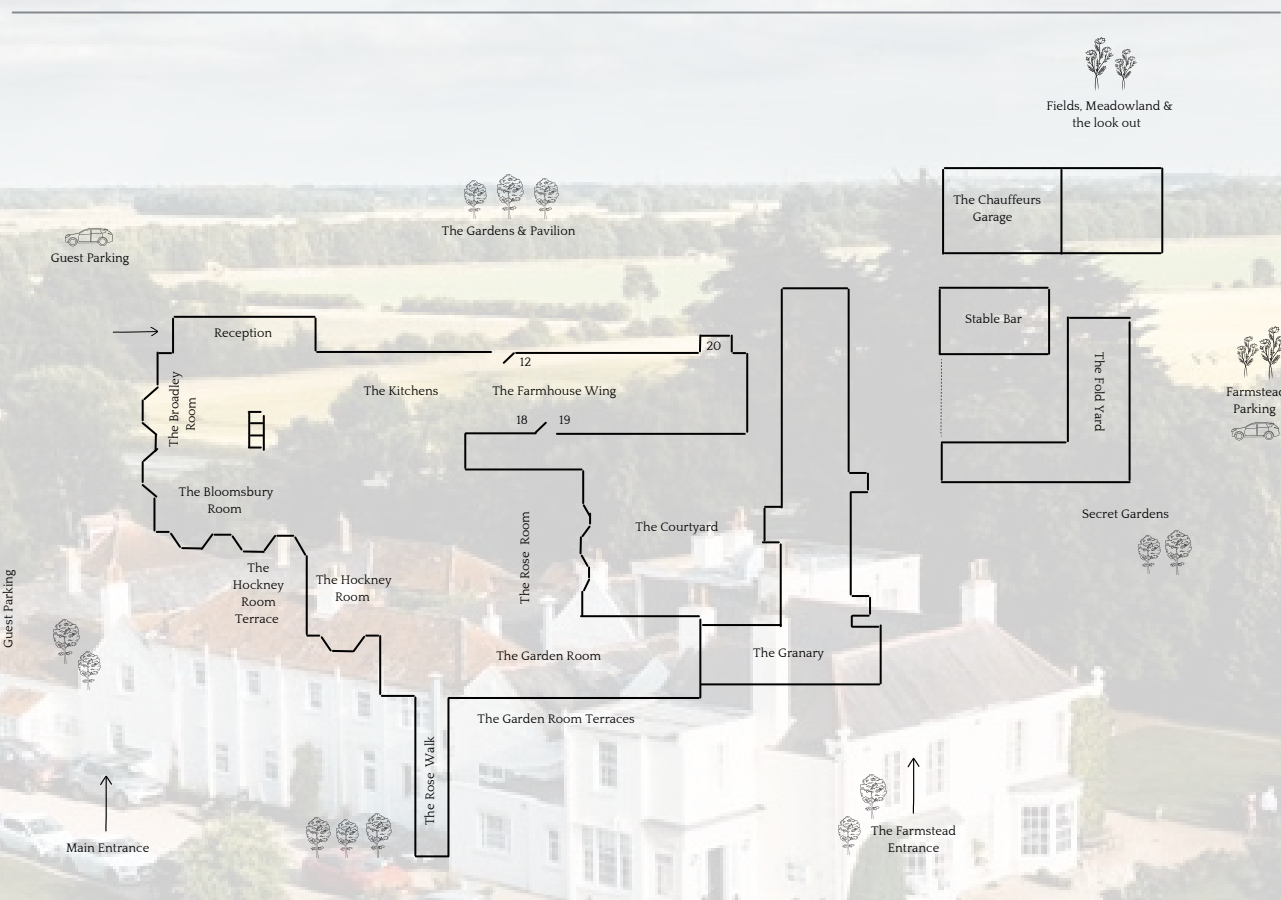 Fields, Meadowland &
the look out
The Chauffeurs
Garage
The Gardens & Pavilion
Guest Parking
Reception
Stable Bar
20
12
The Broadley
Room
The Kitchens
The Farmhouse Wing
The Fold Yard
Farmstead
Parking
18
19
The Bloomsbury
Room
Secret Gardens
The Rose Room
The Courtyard
The
Hockney
Room
Terrace
The Hockney
Room
Guest Parking
The Garden Room
The Granary
The Garden Room Terraces
The Rose Walk
Main Entrance
The Farmstead
Entrance